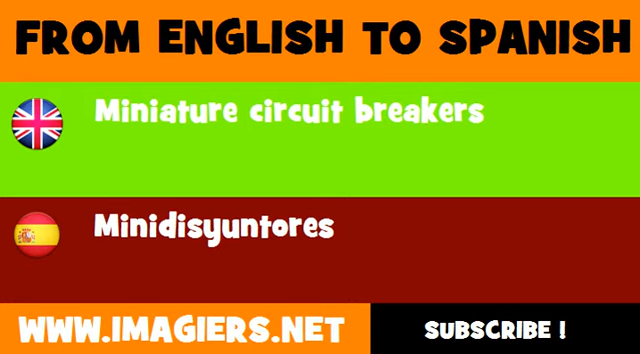 FROM ENGLISH TO SPANISH
Miniature circuit breakers
Minidisyuntores
WWW.IMAGIERS.NET
SUBSCRIBE !